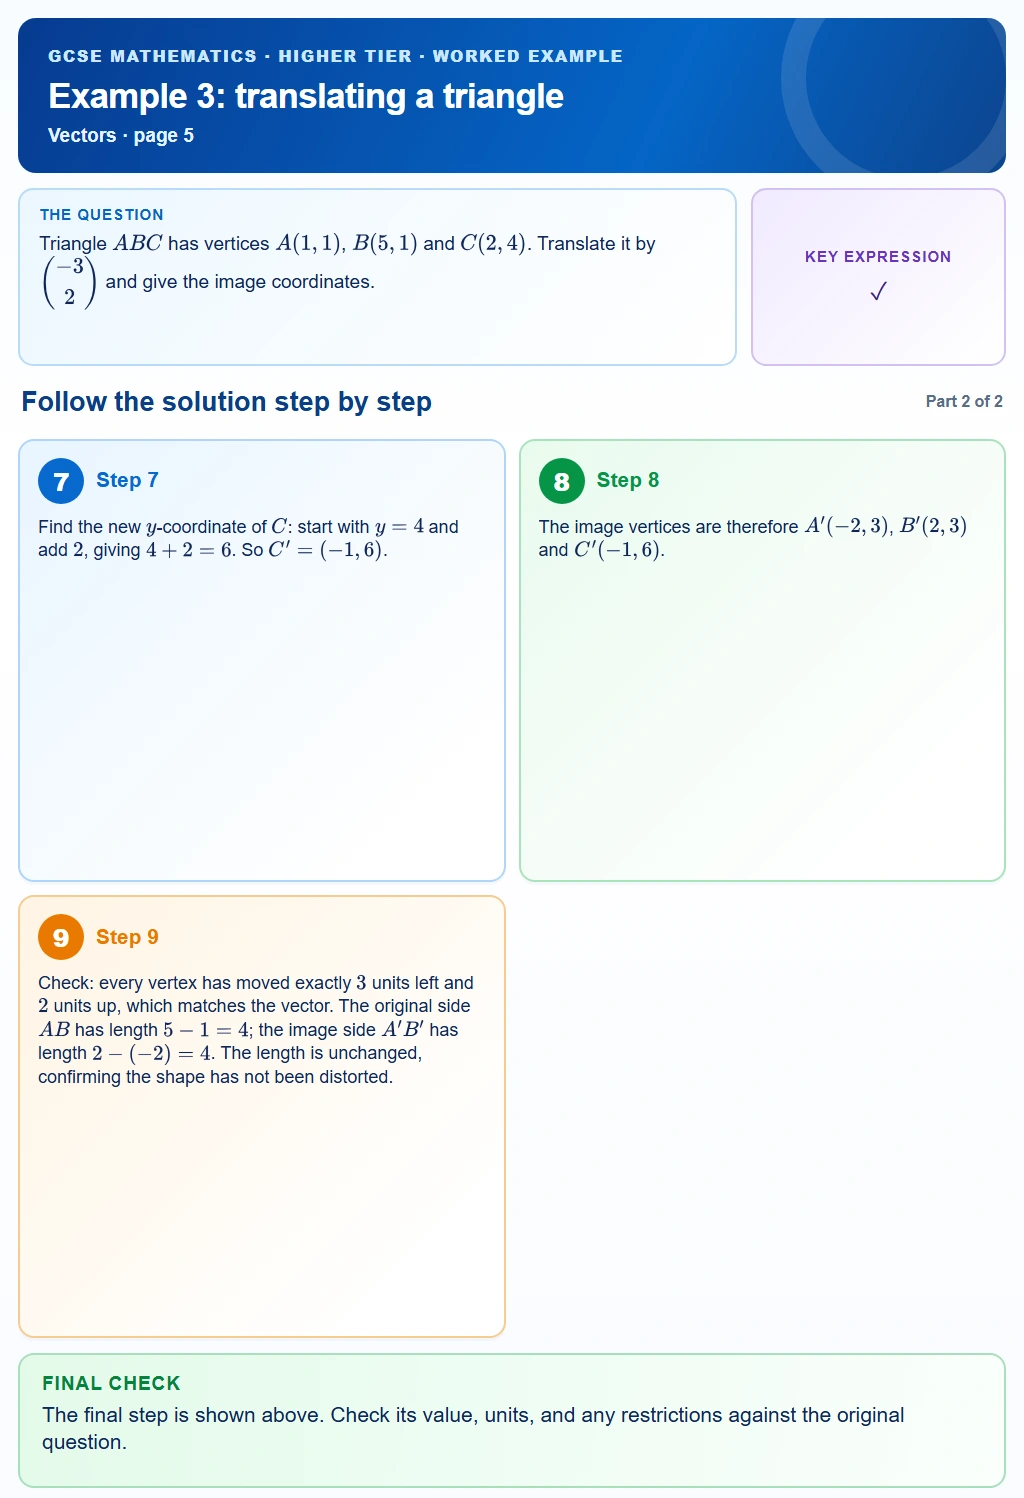 GCSE MATHEMATICS · HIGHER TIER · WORKED EXAMPLE
Example 3: translating a triangle
Vectors · page 5
THE QUESTION
Triangle ABC has vertices A(1, 1), B(5, 1) and C(2, 4). Translate it by
(−3
2) and give the image coordinates.
KEY EXPRESSION
✓
Follow the solution step by step
Part 2 of 2
7 Step 7
Find the new y-coordinate of C: start with y = 4 and
add 2, giving 4 + 2 = 6. So C′ = (−1, 6).
8 Step 8
The image vertices are therefore A′(−2, 3), B′(2, 3)
and C′(−1, 6).
9 Step 9
Check: every vertex has moved exactly 3 units left and
2 units up, which matches the vector. The original side
AB has length 5 − 1 = 4; the image side A′B′ has
length 2 − (−2) = 4. The length is unchanged,
confirming the shape has not been distorted.
FINAL CHECK
The final step is shown above. Check its value, units, and any restrictions against the original
question.